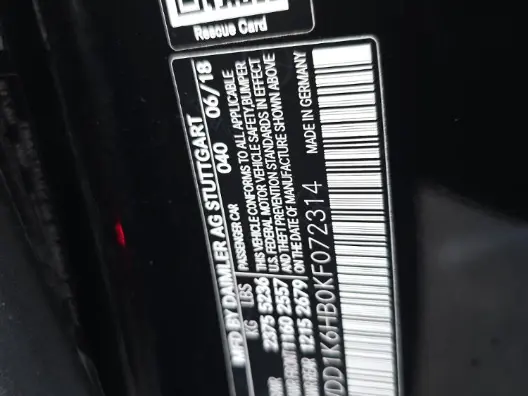 Rescue Card
MFD BY DAIMLER AG STUTTGART 06/18
PASSENGER CAR 040
KG LBS THIS VEHICLE CONFORMS TO ALL APPLICABLE
2375 5236 U.S. FEDERAL MOTOR VEHICLE SAFETY, BUMPER
1160 2557 AND THEFT PREVENTION STANDARDS IN EFFECT
1215 2679 ON THE DATE OF MANUFACTURE SHOWN ABOVE
MADE IN GERMANY
WDD1K6HB0KF072314